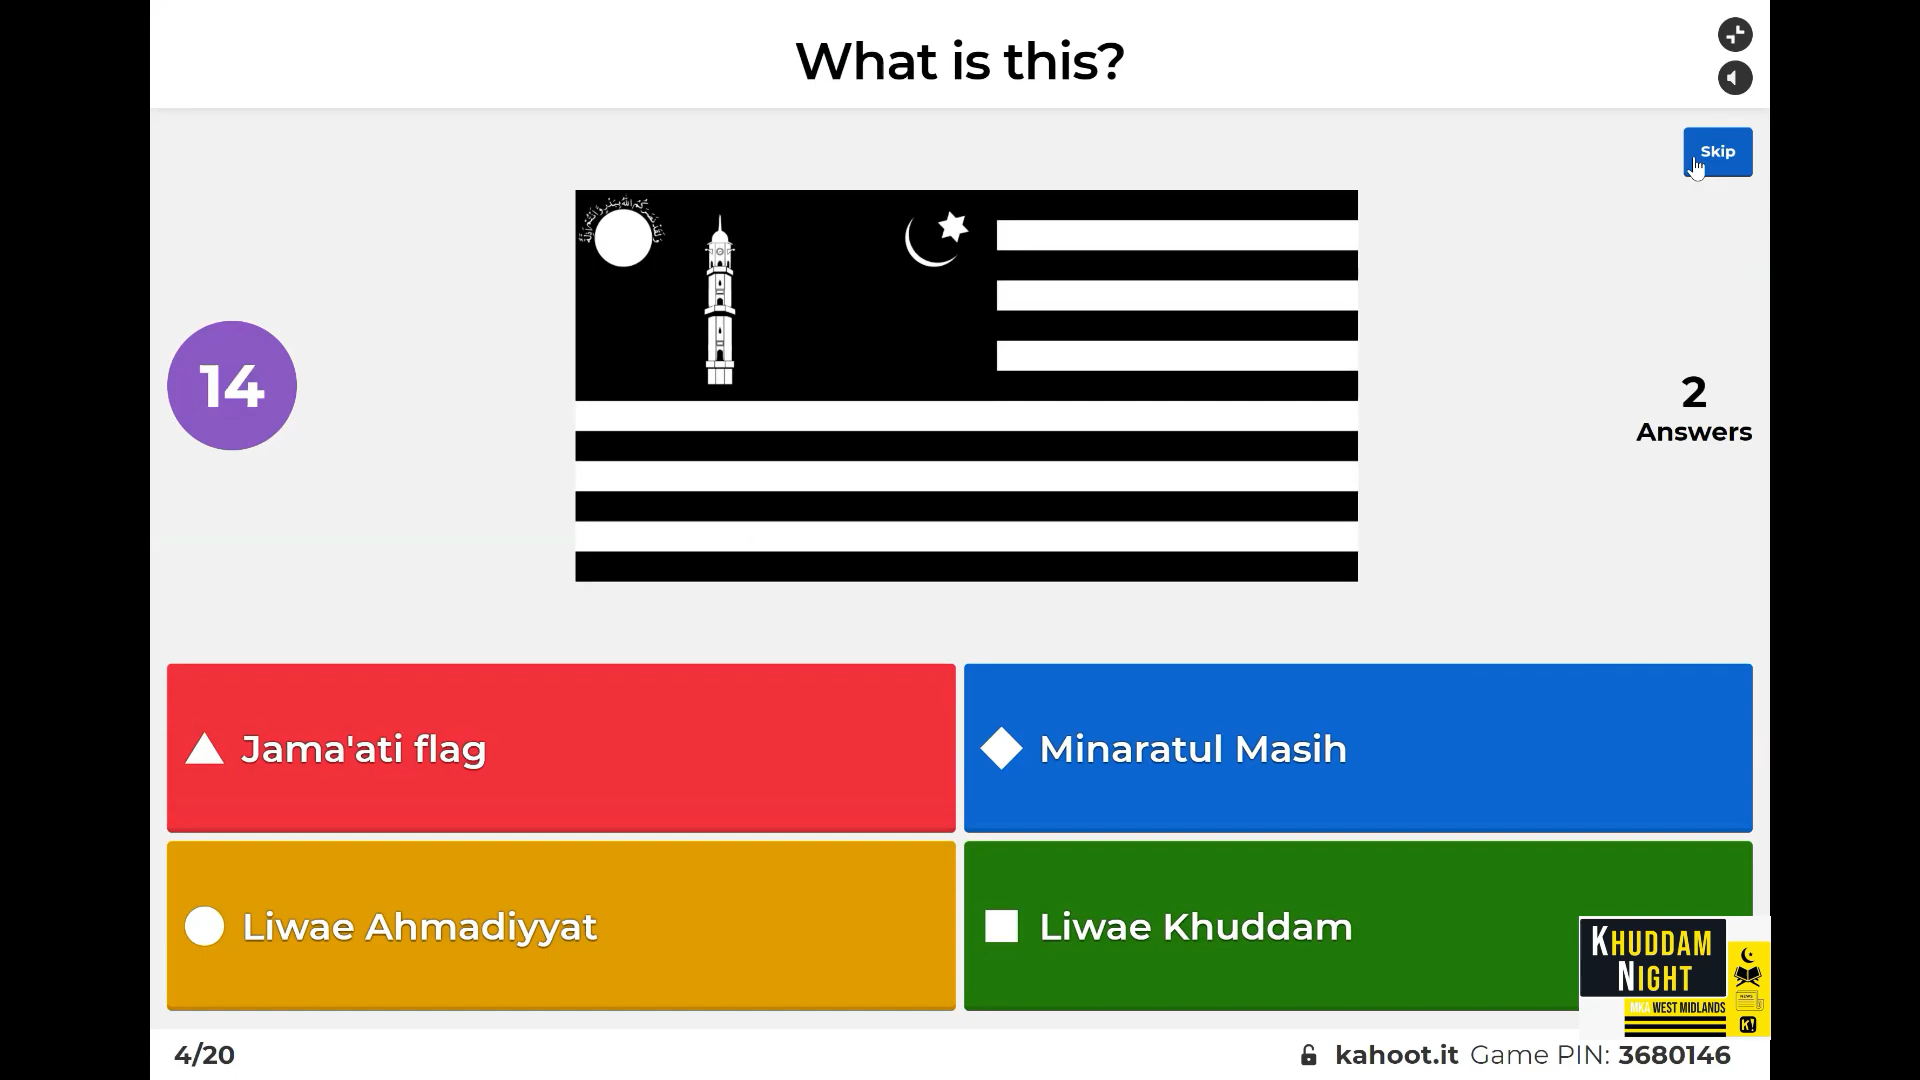 What is this?
Skip
14
2
Answers
Jama'ati flag
Minaratul Masih
Liwae Ahmadiyyat
Liwae Khuddam
KHUDDAM
NIGHT
MKA WEST MIDLANDS
NEWS
K!
4/20
kahoot.it Game PIN: 3680146